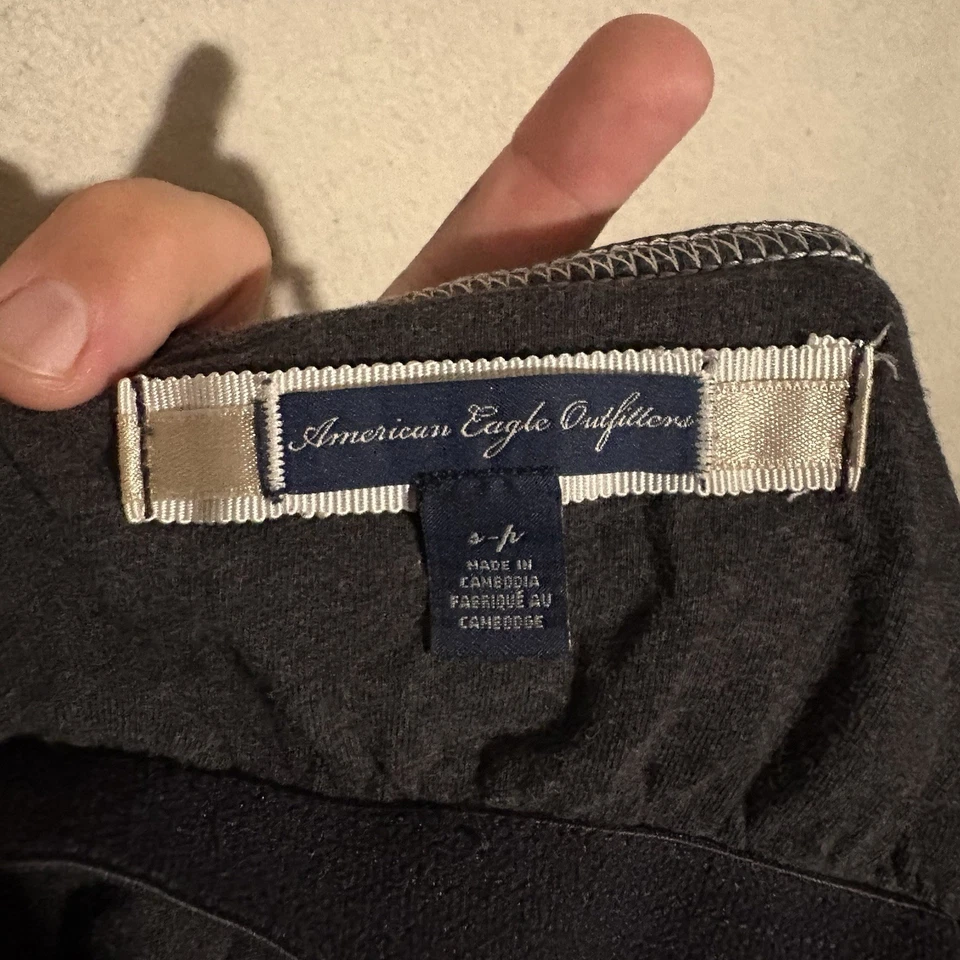 American Eagle Outfitters
s-p
MADE IN
CAMBODIA
FABRIQUÉ AU
CAMBODGE